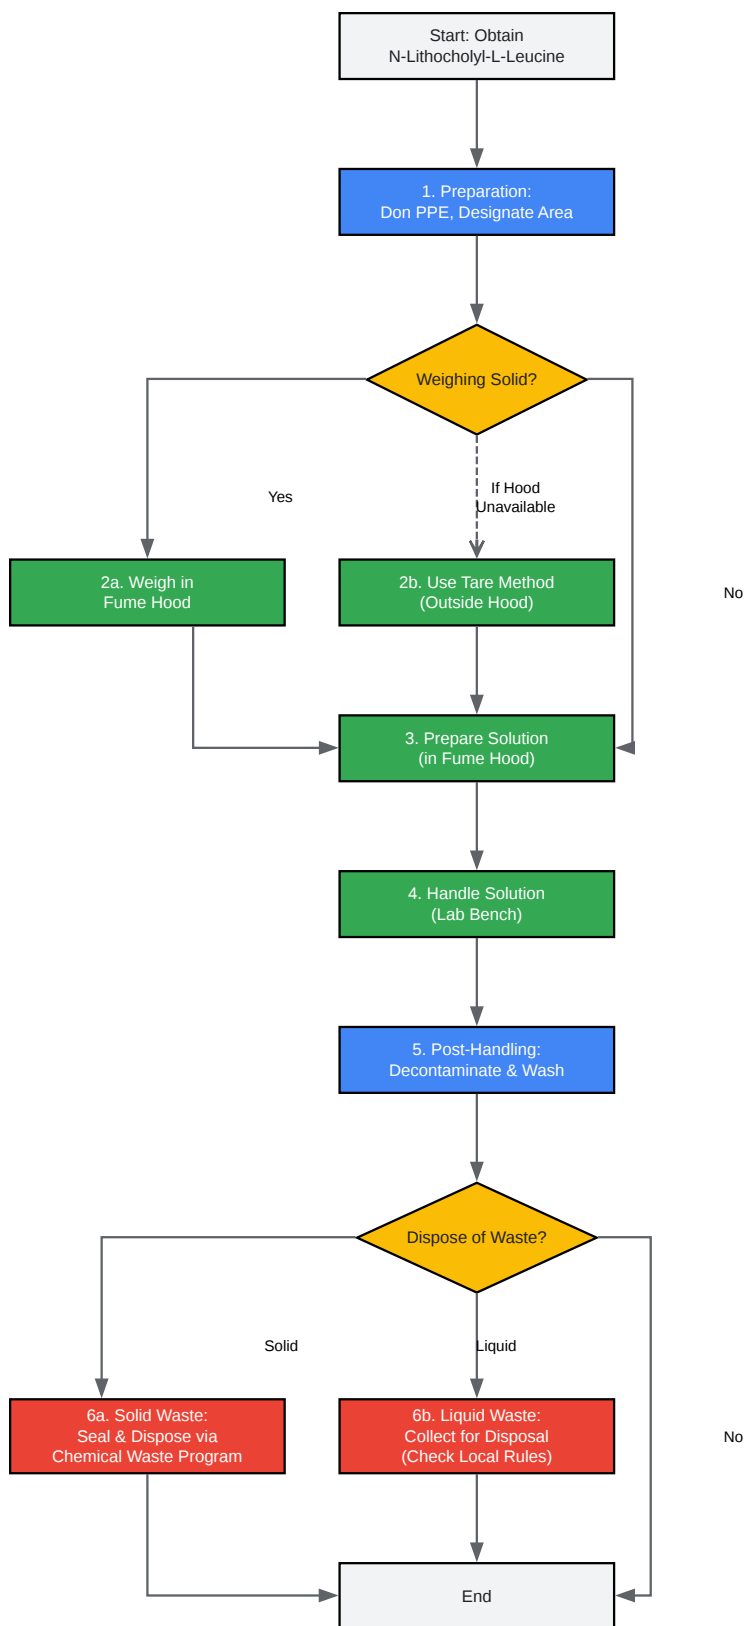 Start: Obtain
N-Lithocholyl-L-Leucine
1. Preparation:
Don PPE, Designate Area
Weighing Solid?
Yes
If Hood
Unavailable
No
2a. Weigh in
Fume Hood
2b. Use Tare Method
(Outside Hood)
3. Prepare Solution
(in Fume Hood)
4. Handle Solution
(Lab Bench)
5. Post-Handling:
Decontaminate & Wash
Dispose of Waste?
Solid
Liquid
No
6a. Solid Waste:
Seal & Dispose via
Chemical Waste Program
6b. Liquid Waste:
Collect for Disposal
(Check Local Rules)
End